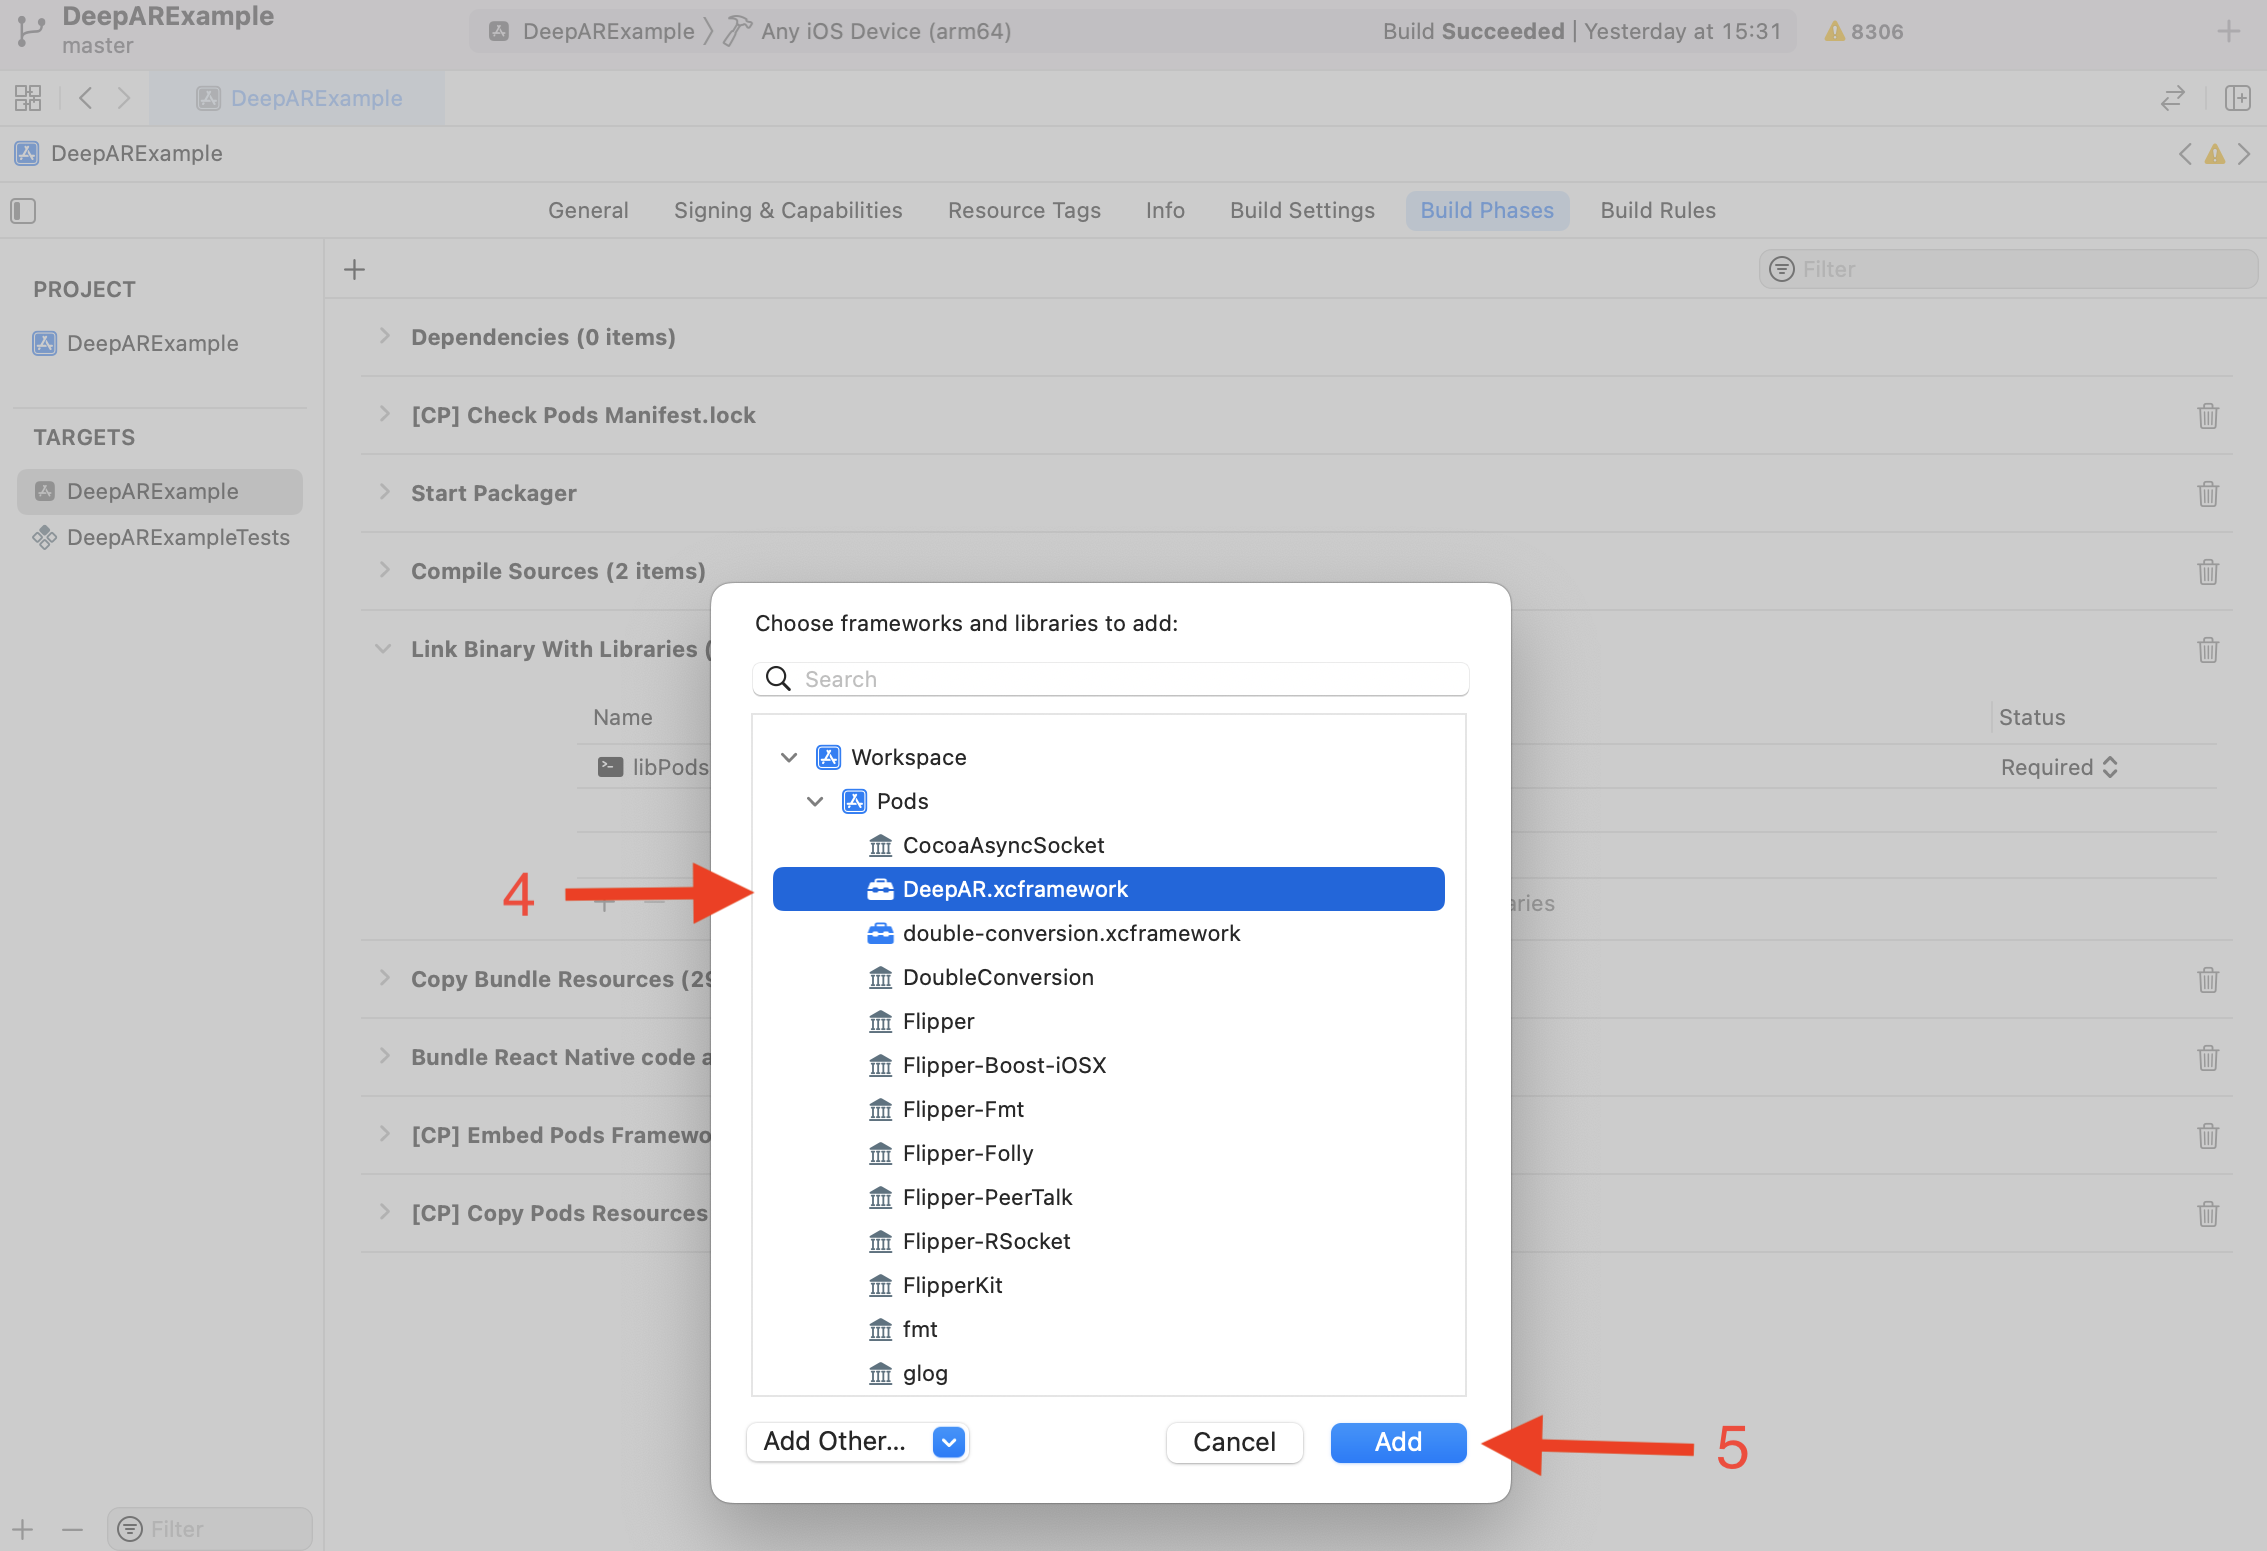 DeepARExample
master
DeepARExample
Any iOS Device (arm64)
Build Succeeded | Yesterday at 15:31
8306
DeepARExample
DeepARExample
General
Signing & Capabilities
Resource Tags
Info
Build Settings
Build Phases
Build Rules
Filter
PROJECT
DeepARExample
TARGETS
DeepARExample
DeepARExampleTests
Dependencies (0 items)
[CP] Check Pods Manifest.lock
Start Packager
Compile Sources (2 items)
Link Binary With Libraries (
Name
Status
libPods
Required
aries
Copy Bundle Resources (29
Bundle React Native code a
[CP] Embed Pods Framewo
[CP] Copy Pods Resources
Choose frameworks and libraries to add:
Search
Workspace
Pods
CocoaAsyncSocket
4
DeepAR.xcframework
double-conversion.xcframework
DoubleConversion
Flipper
Flipper-Boost-iOSX
Flipper-Fmt
Flipper-Folly
Flipper-PeerTalk
Flipper-RSocket
FlipperKit
fmt
glog
Add Other...
Cancel
Add
5
Filter